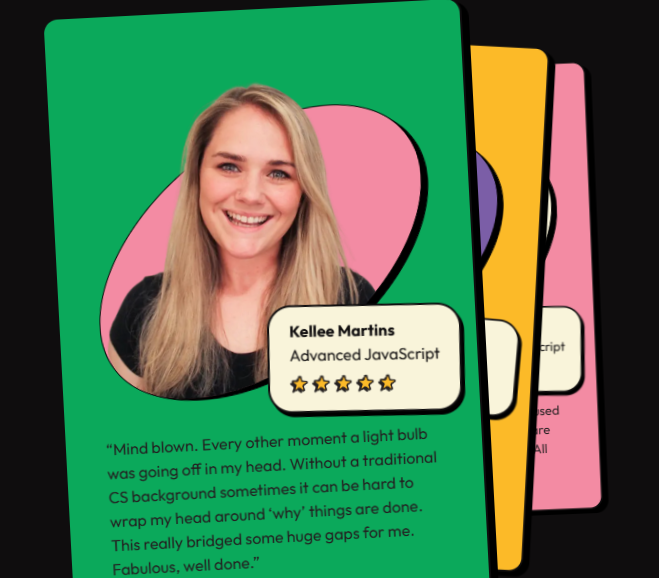 Kellee Martins
Advanced JavaScript
“Mind blown. Every other moment a light bulb
was going off in my head. Without a traditional
CS background sometimes it can be hard to
wrap my head around ‘why’ things are done.
This really bridged some huge gaps for me.
Fabulous, well done.”
cript
osed
are
All